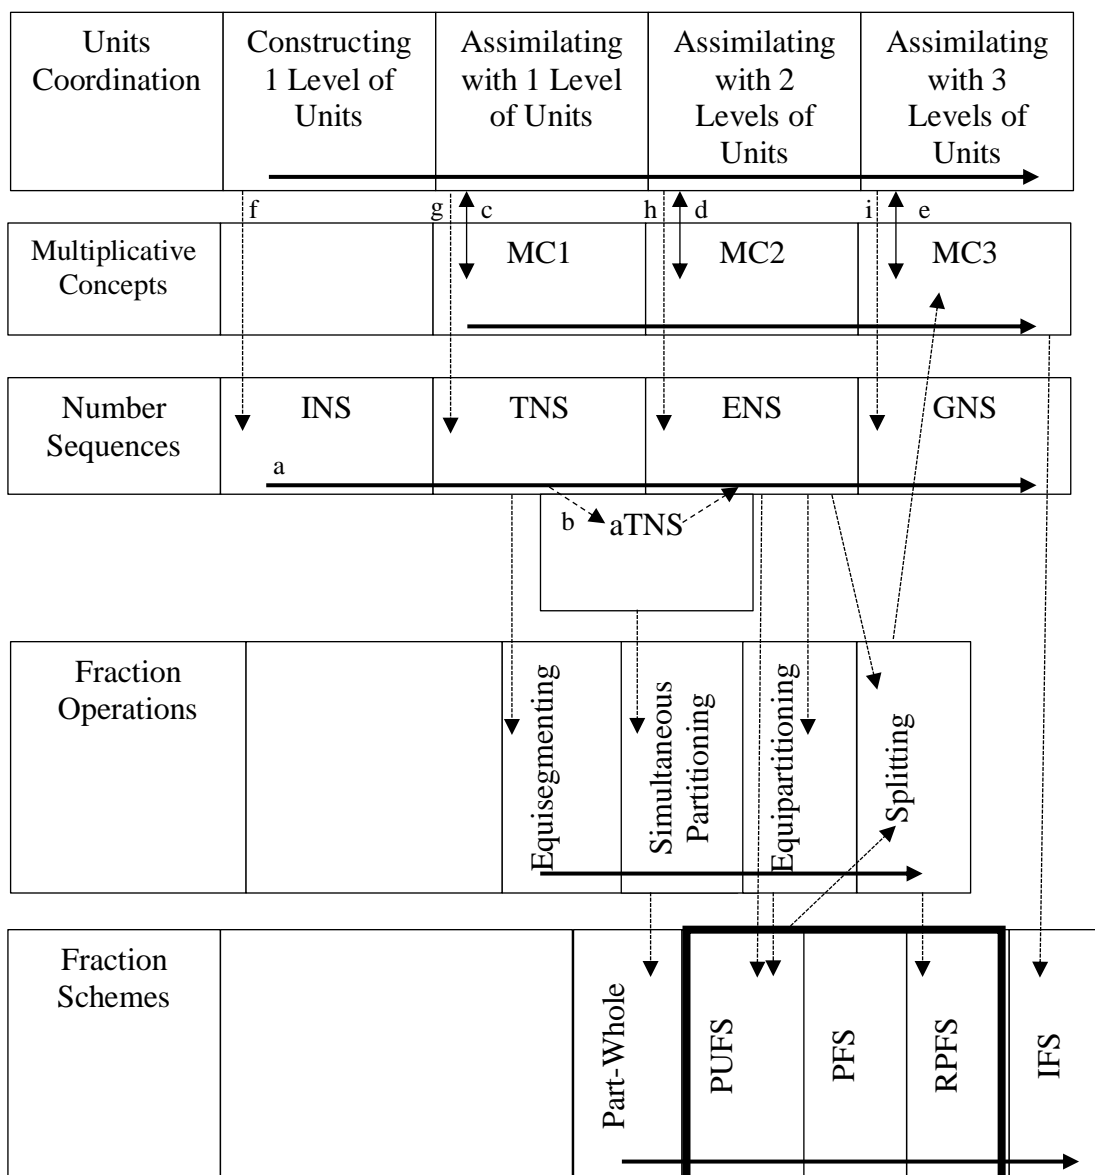 Units
Coordination
Constructing
1 Level of
Units
Assimilating
with 1 Level
of Units
Assimilating
with 2
Levels of
Units
Assimilating
with 3
Levels of
Units
f
g
c
h
d
i
e
Multiplicative
Concepts
MC1
MC2
MC3
Number
Sequences
INS
TNS
ENS
GNS
a
b
aTNS
Fraction
Operations
Equisegmenting
Simultaneous
Partitioning
Equipartitioning
Splitting
Fraction
Schemes
Part-Whole
PUFS
PFS
RPFS
IFS